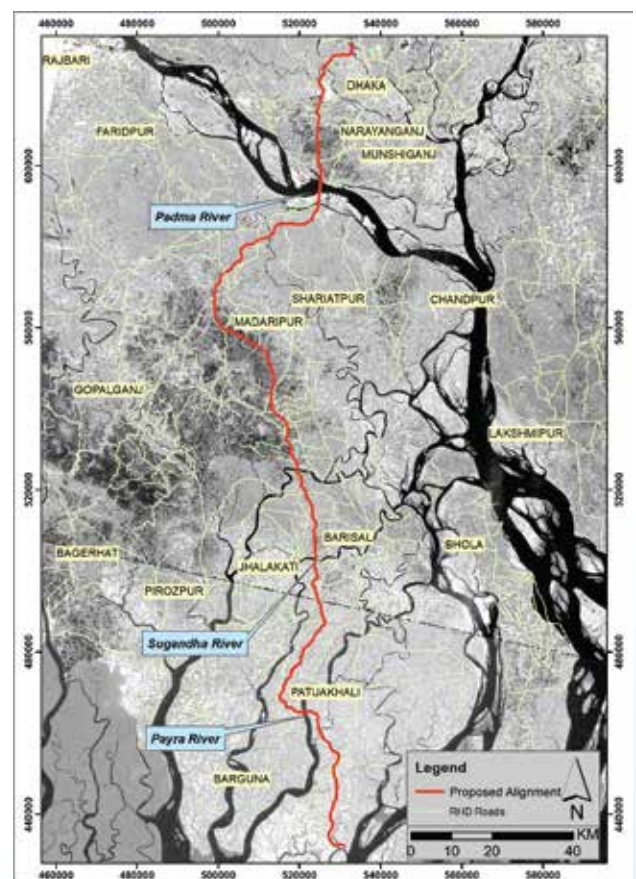 460000 480000 500000 520000 540000 560000 580000
RAJBARI
DHAKA
FARIDPUR
NARAYANGANJ
MUNSHIGANJ
600000
600000
Padma River
SHARIATPUR
CHANDPUR
MADARIPUR
560000
560000
GOPALGANJ
LAKSHMIPUR
520000
520000
BARISAL
BAGERHAT
BHOLA
JHALAKATI
PIROZPUR
Sugandha River
480000
480000
PATUAKHALI
Payra River
BARGUNA
Legend
Proposed Alignment
RHD Roads
N
KM
0 10 20 40
440000
440000
460000 480000 500000 520000 540000 560000 580000